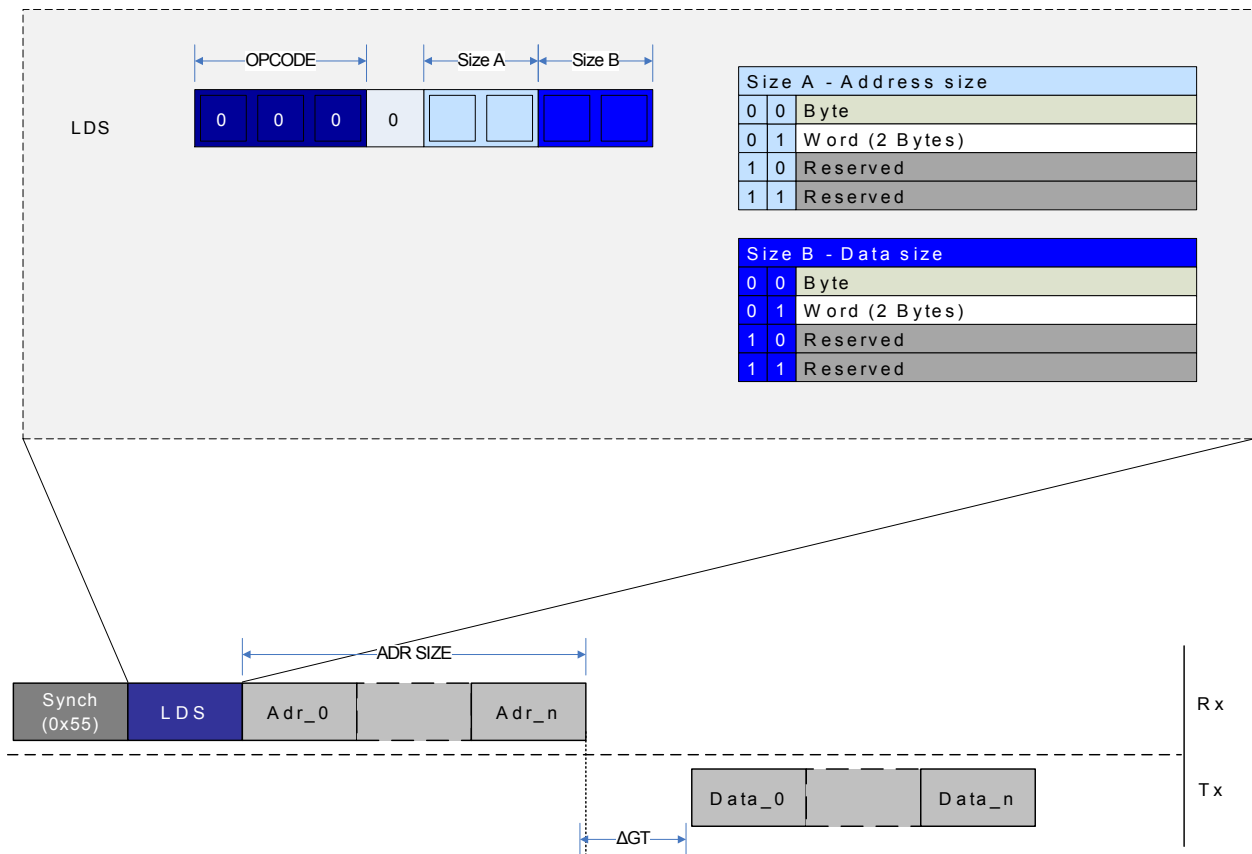 OPCODE Size A Size B
LDS 0 0 0 0
Size A - Address size
0 0 Byte
0 1 Word (2 Bytes)
1 0 Reserved
1 1 Reserved
Size B - Data size
0 0 Byte
0 1 Word (2 Bytes)
1 0 Reserved
1 1 Reserved
ADR SIZE
Synch
(0x55)
LDS Adr_0 Adr_n Rx
Data_0 Data_n Tx
ΔGT